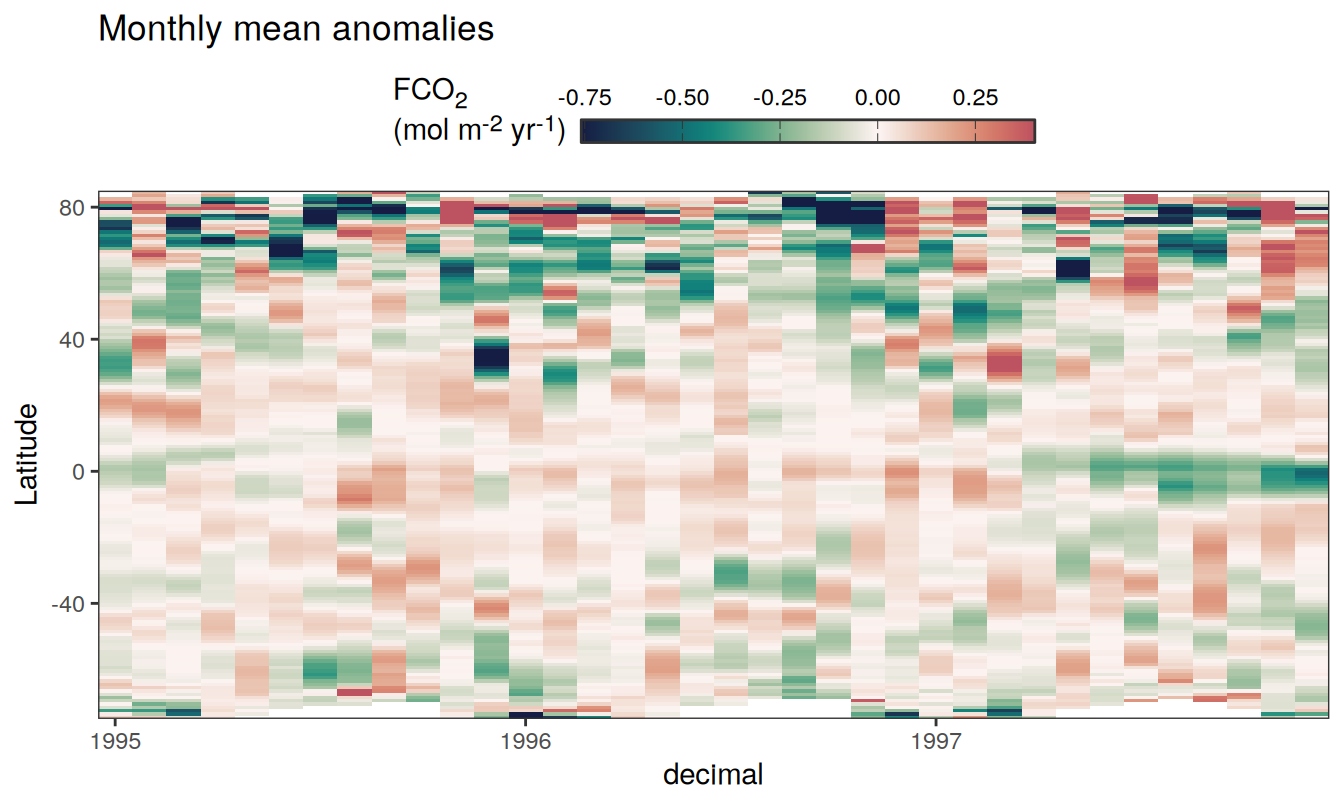 Monthly mean anomalies
FCO₂
(mol m⁻² yr⁻¹)
-0.75 -0.50 -0.25 0.00 0.25
Latitude
80
40
0
-40
1995 1996 1997
decimal